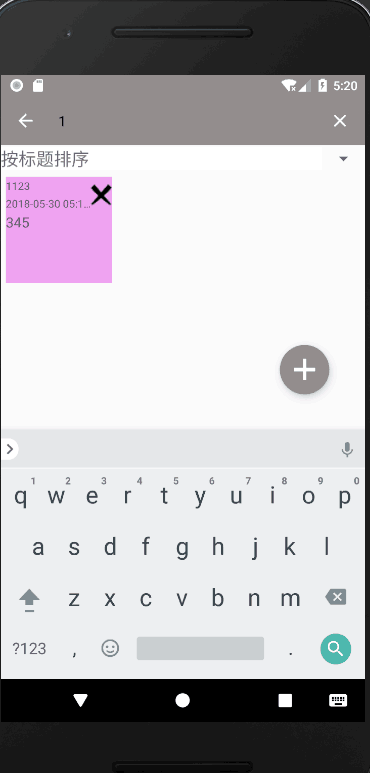 5:20
1
按标题排序
1123
2018-05-30 05:1...
345
1 2 3 4 5 6 7 8 9 0
q w e r t y u i o p
a s d f g h j k l
z x c v b n m
?123 , .